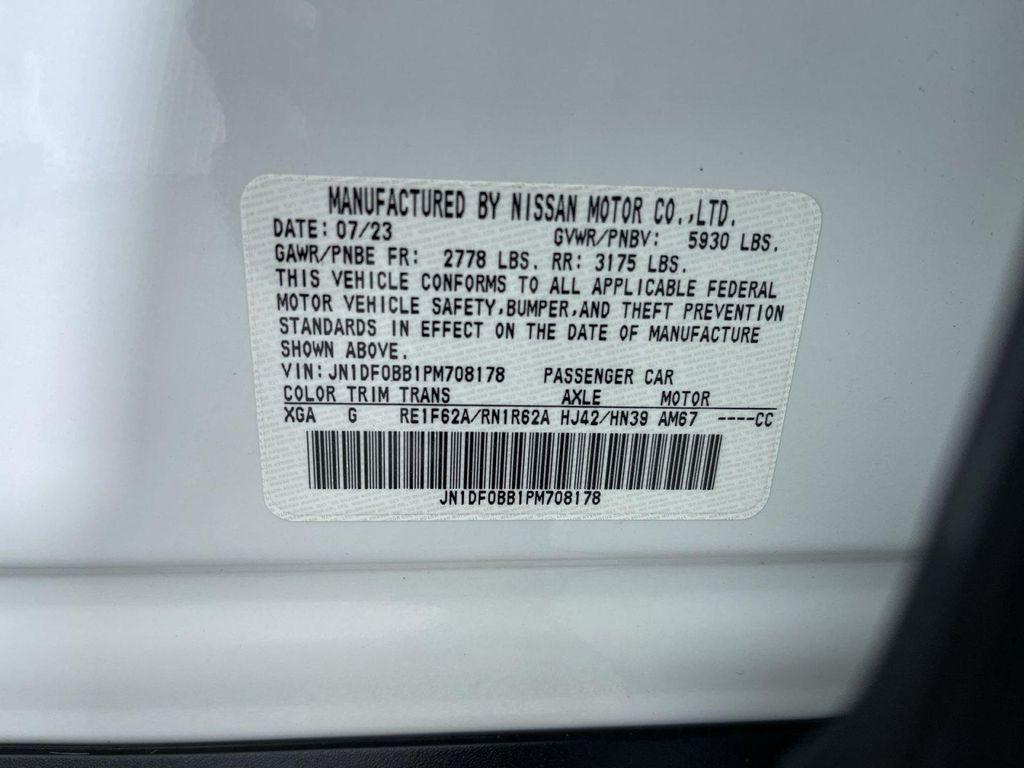 MANUFACTURED BY NISSAN MOTOR CO.,LTD.
DATE: 07/23 GVWR/PNBV: 5930 LBS.
GAWR/PNBE FR: 2778 LBS. RR: 3175 LBS.
THIS VEHICLE CONFORMS TO ALL APPLICABLE FEDERAL
MOTOR VEHICLE SAFETY,BUMPER,AND THEFT PREVENTION
STANDARDS IN EFFECT ON THE DATE OF MANUFACTURE
SHOWN ABOVE.
VIN:JN1DF0BB1PM708178 PASSENGER CAR
COLOR TRIM TRANS AXLE MOTOR
XGA G RE1F62A/RN1R62A HJ42/HN39 AM67 ----CC
JN1DF0BB1PM708178